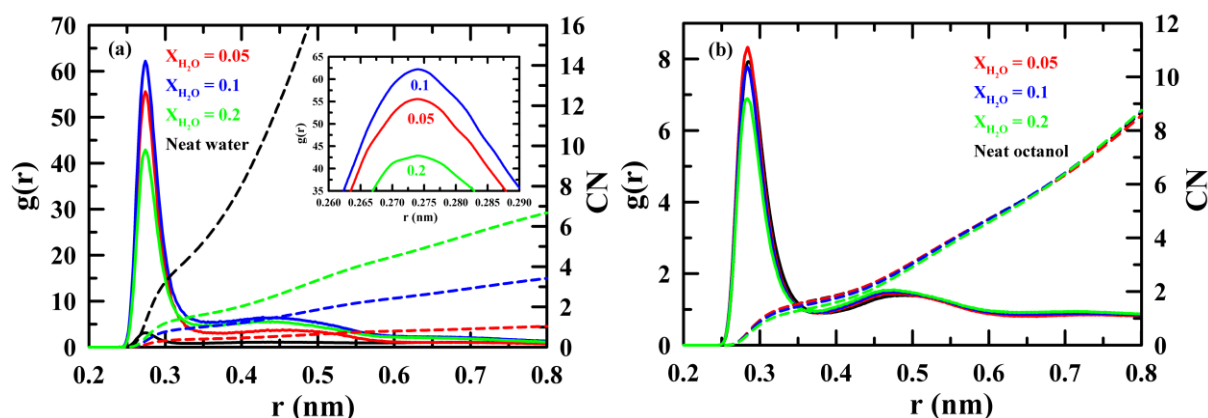 (a)
X_H₂O = 0.05
X_H₂O = 0.1
X_H₂O = 0.2
Neat water
g(r)
70
60
50
40
30
20
10
0
0.2 0.3 0.4 0.5 0.6 0.7 0.8
r (nm)
16
14
12
10
8
6
4
2
0
CN
g(r)
65
60
55
50
45
40
35
0.1
0.05
0.2
0.260 0.265 0.270 0.275 0.280 0.285 0.290
r (nm)
(b)
X_H₂O = 0.05
X_H₂O = 0.1
X_H₂O = 0.2
Neat octanol
g(r)
8
6
4
2
0
0.2 0.3 0.4 0.5 0.6 0.7 0.8
r (nm)
12
10
8
6
4
2
0
CN